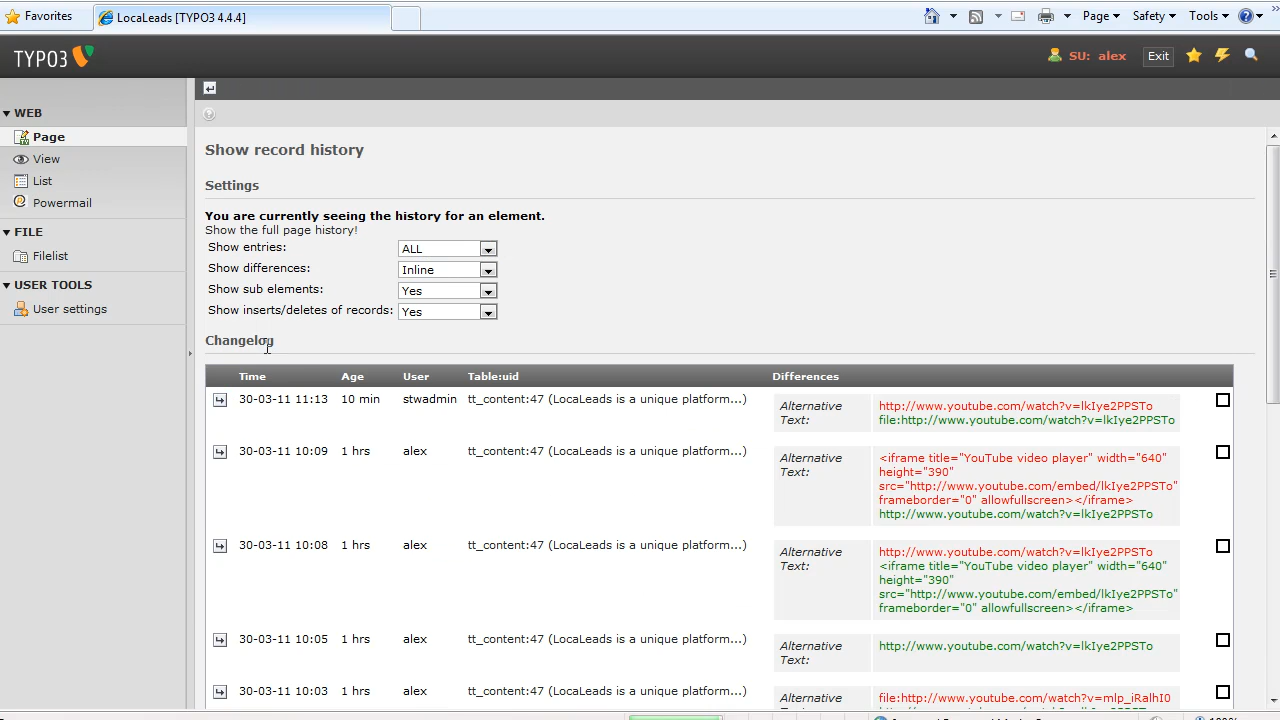 Favorites
LocaLeads [TYPO3 4.4.4]
Page
Safety
Tools
TYPO3
SU: alex
Exit
WEB
Page
View
List
Powermail
FILE
Filelist
USER TOOLS
User settings
Show record history
Settings
You are currently seeing the history for an element.
Show the full page history!
Show entries: ALL
Show differences: Inline
Show sub elements: Yes
Show inserts/deletes of records: Yes
Changelog
Time Age User Table:uid Differences
30-03-11 11:13 10 min stwadmin tt_content:47 (LocaLeads is a unique platform...)
Alternative Text:
http://www.youtube.com/watch?v=lkIye2PPSTo
file:http://www.youtube.com/watch?v=lkIye2PPSTo
30-03-11 10:09 1 hrs alex tt_content:47 (LocaLeads is a unique platform...)
Alternative Text:
<iframe title="YouTube video player" width="640"
height="390"
src="http://www.youtube.com/embed/lkIye2PPSTo"
frameborder="0" allowfullscreen></iframe>
http://www.youtube.com/watch?v=lkIye2PPSTo
30-03-11 10:08 1 hrs alex tt_content:47 (LocaLeads is a unique platform...)
Alternative Text:
http://www.youtube.com/watch?v=lkIye2PPSTo
<iframe title="YouTube video player" width="640"
height="390"
src="http://www.youtube.com/embed/lkIye2PPSTo"
frameborder="0" allowfullscreen></iframe>
30-03-11 10:05 1 hrs alex tt_content:47 (LocaLeads is a unique platform...)
Alternative Text:
http://www.youtube.com/watch?v=lkIye2PPSTo
30-03-11 10:03 1 hrs alex tt_content:47 (LocaLeads is a unique platform...)
Alternative
file:http://www.youtube.com/watch?v=mlp_iRalhI0